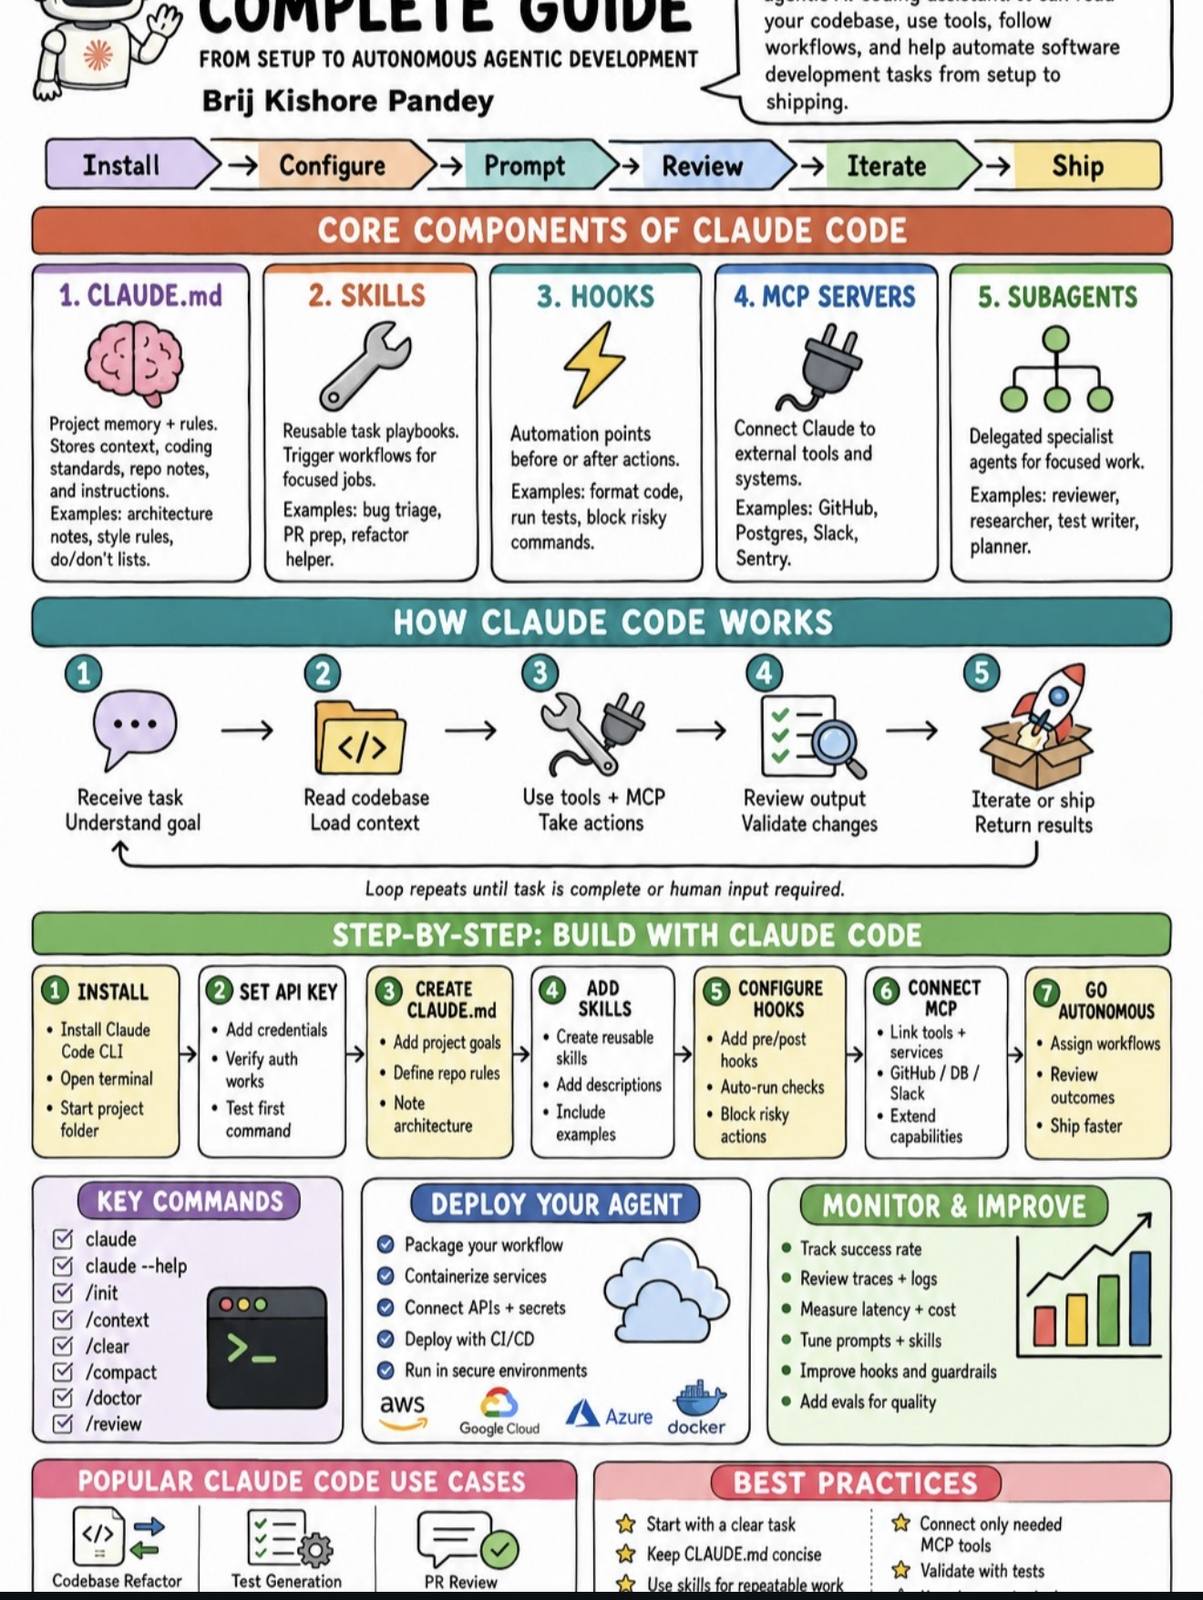 COMPLETE GUIDE
FROM SETUP TO AUTONOMOUS AGENTIC DEVELOPMENT
Brij Kishore Pandey
your codebase, use tools, follow
workflows, and help automate software
development tasks from setup to
shipping.
Install
Configure
Prompt
Review
Iterate
Ship
CORE COMPONENTS OF CLAUDE CODE
1. CLAUDE.md
Project memory + rules.
Stores context, coding
standards, repo notes,
and instructions.
Examples: architecture
notes, style rules,
do/don't lists.
2. SKILLS
Reusable task playbooks.
Trigger workflows for
focused jobs.
Examples: bug triage,
PR prep, refactor
helper.
3. HOOKS
Automation points
before or after actions.
Examples: format code,
run tests, block risky
commands.
4. MCP SERVERS
Connect Claude to
external tools and
systems.
Examples: GitHub,
Postgres, Slack,
Sentry.
5. SUBAGENTS
Delegated specialist
agents for focused work.
Examples: reviewer,
researcher, test writer,
planner.
HOW CLAUDE CODE WORKS
1
Receive task
Understand goal
2
</>
Read codebase
Load context
3
Use tools + MCP
Take actions
4
Review output
Validate changes
5
Iterate or ship
Return results
Loop repeats until task is complete or human input required.
STEP-BY-STEP: BUILD WITH CLAUDE CODE
1 INSTALL
• Install Claude
Code CLI
• Open terminal
• Start project
folder
2 SET API KEY
• Add credentials
• Verify auth
works
• Test first
command
3 CREATE
CLAUDE.md
• Add project goals
• Define repo rules
• Note
architecture
4 ADD
SKILLS
• Create reusable
skills
• Add descriptions
• Include
examples
5 CONFIGURE
HOOKS
• Add pre/post
hooks
• Auto-run checks
• Block risky
actions
6 CONNECT
MCP
• Link tools +
services
• GitHub / DB /
Slack
• Extend
capabilities
7 GO
AUTONOMOUS
• Assign workflows
• Review
outcomes
• Ship faster
KEY COMMANDS
claude
claude --help
/init
/context
/clear
/compact
/doctor
/review
>_
DEPLOY YOUR AGENT
Package your workflow
Containerize services
Connect APIs + secrets
Deploy with CI/CD
Run in secure environments
aws
Google Cloud
Azure
docker
MONITOR & IMPROVE
• Track success rate
• Review traces + logs
• Measure latency + cost
• Tune prompts + skills
• Improve hooks and guardrails
• Add evals for quality
POPULAR CLAUDE CODE USE CASES
</>
Codebase Refactor
Test Generation
PR Review
BEST PRACTICES
Start with a clear task
Keep CLAUDE.md concise
Use skills for repeatable work
Connect only needed
MCP tools
Validate with tests